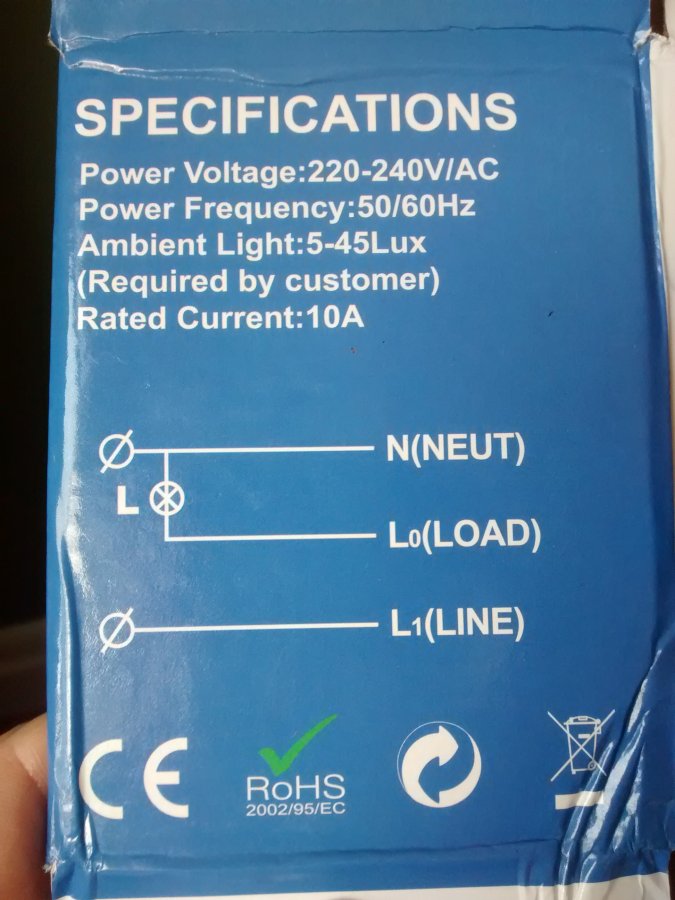 SPECIFICATIONS
Power Voltage:220-240V/AC
Power Frequency:50/60Hz
Ambient Light:5-45Lux
(Required by customer)
Rated Current:10A
N(NEUT)
L
L0(LOAD)
L1(LINE)
CE
RoHS
2002/95/EC